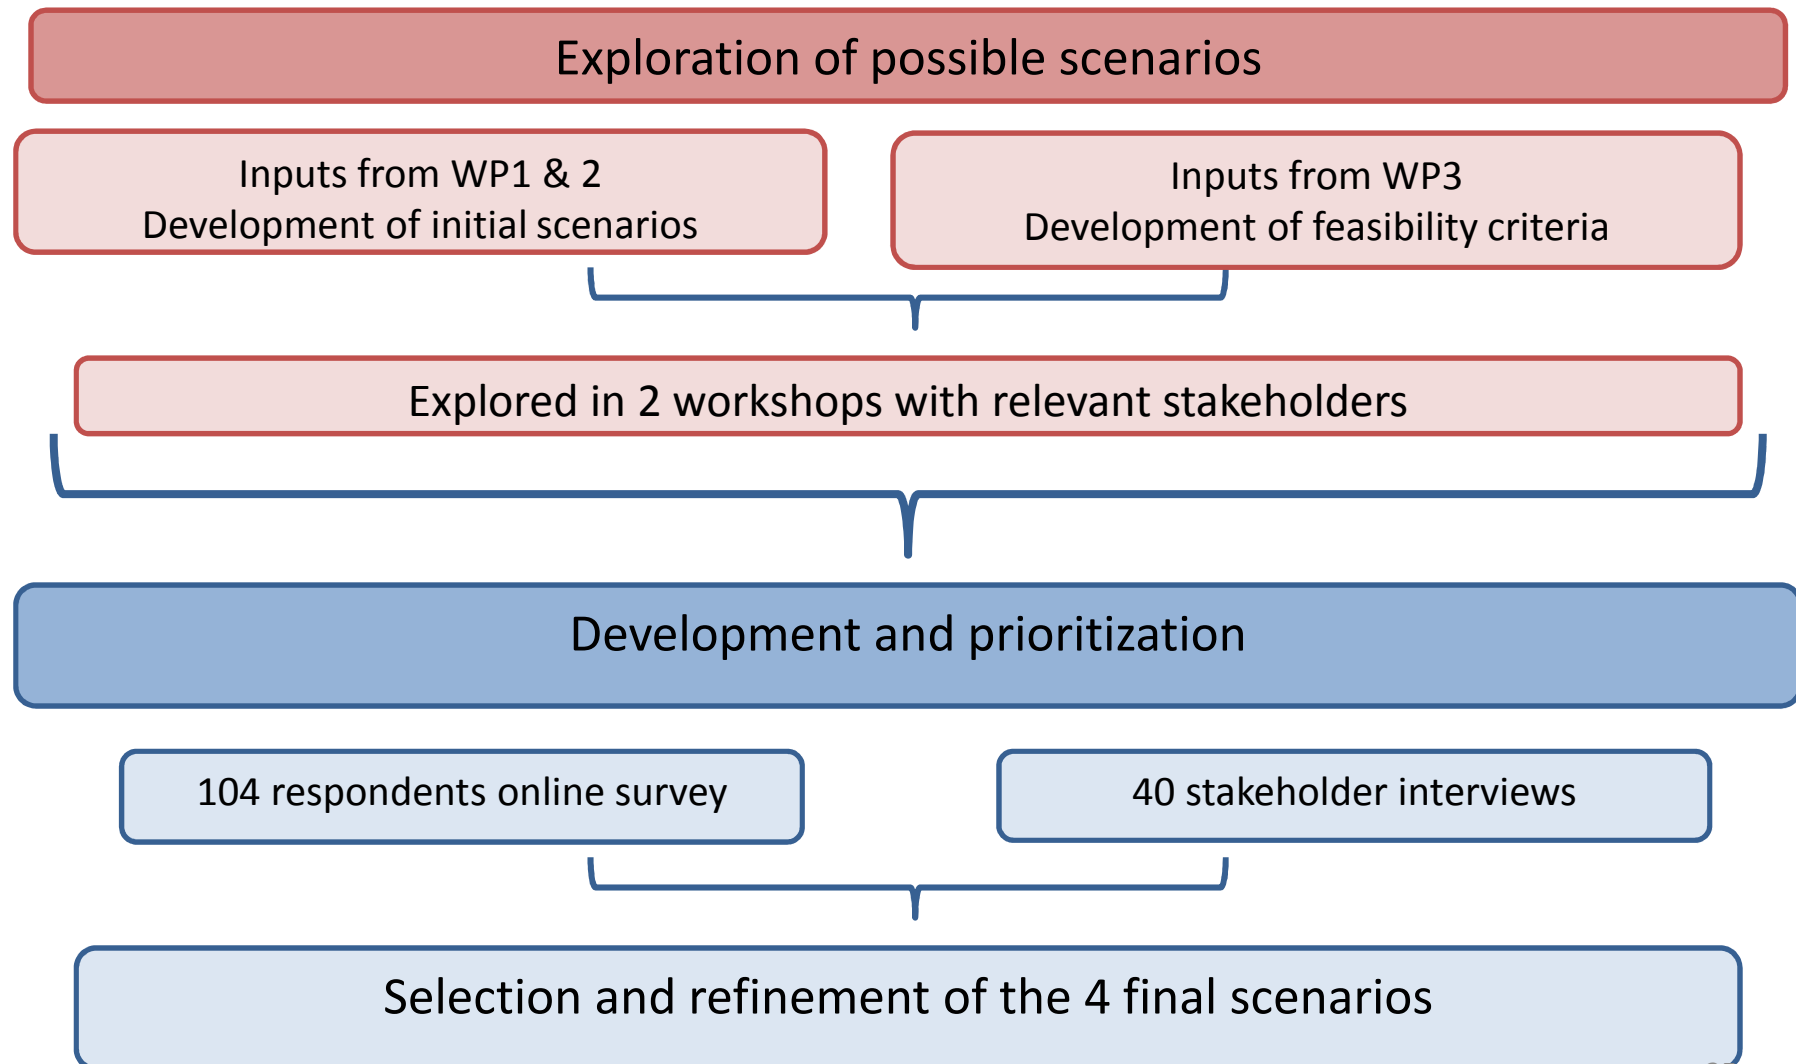 Exploration of possible scenarios
Inputs from WP1 & 2
Development of initial scenarios
Inputs from WP3
Development of feasibility criteria
Explored in 2 workshops with relevant stakeholders
Development and prioritization
104 respondents online survey
40 stakeholder interviews
Selection and refinement of the 4 final scenarios